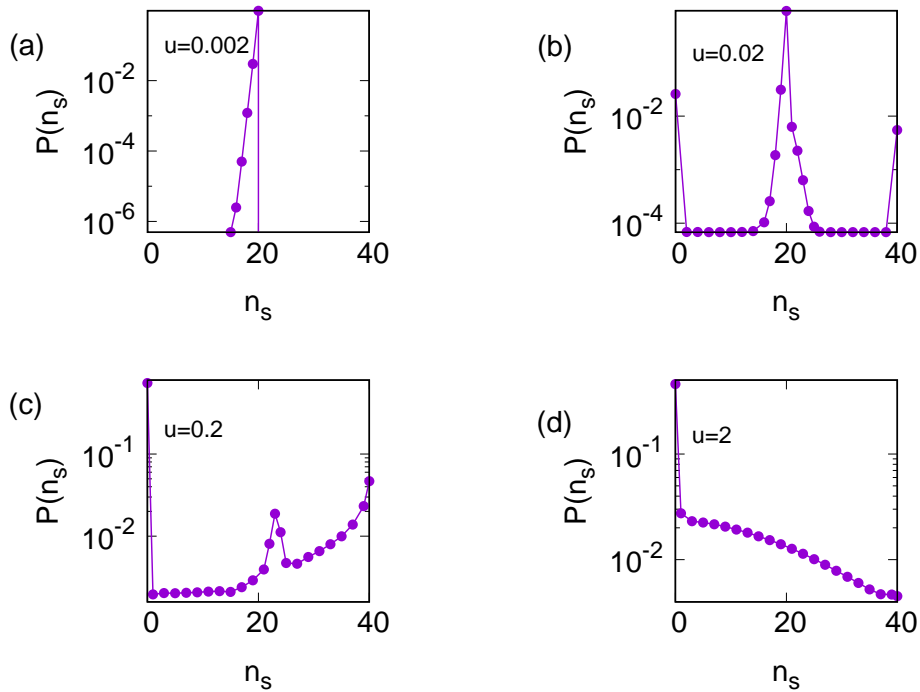 (a)
u=0.002
P(n_s)
10^-2
10^-4
10^-6
0 20 40
n_s
(b)
u=0.02
P(n_s)
10^-2
10^-4
0 20 40
n_s
(c)
u=0.2
P(n_s)
10^-1
10^-2
0 20 40
n_s
(d)
u=2
P(n_s)
10^-1
10^-2
0 20 40
n_s